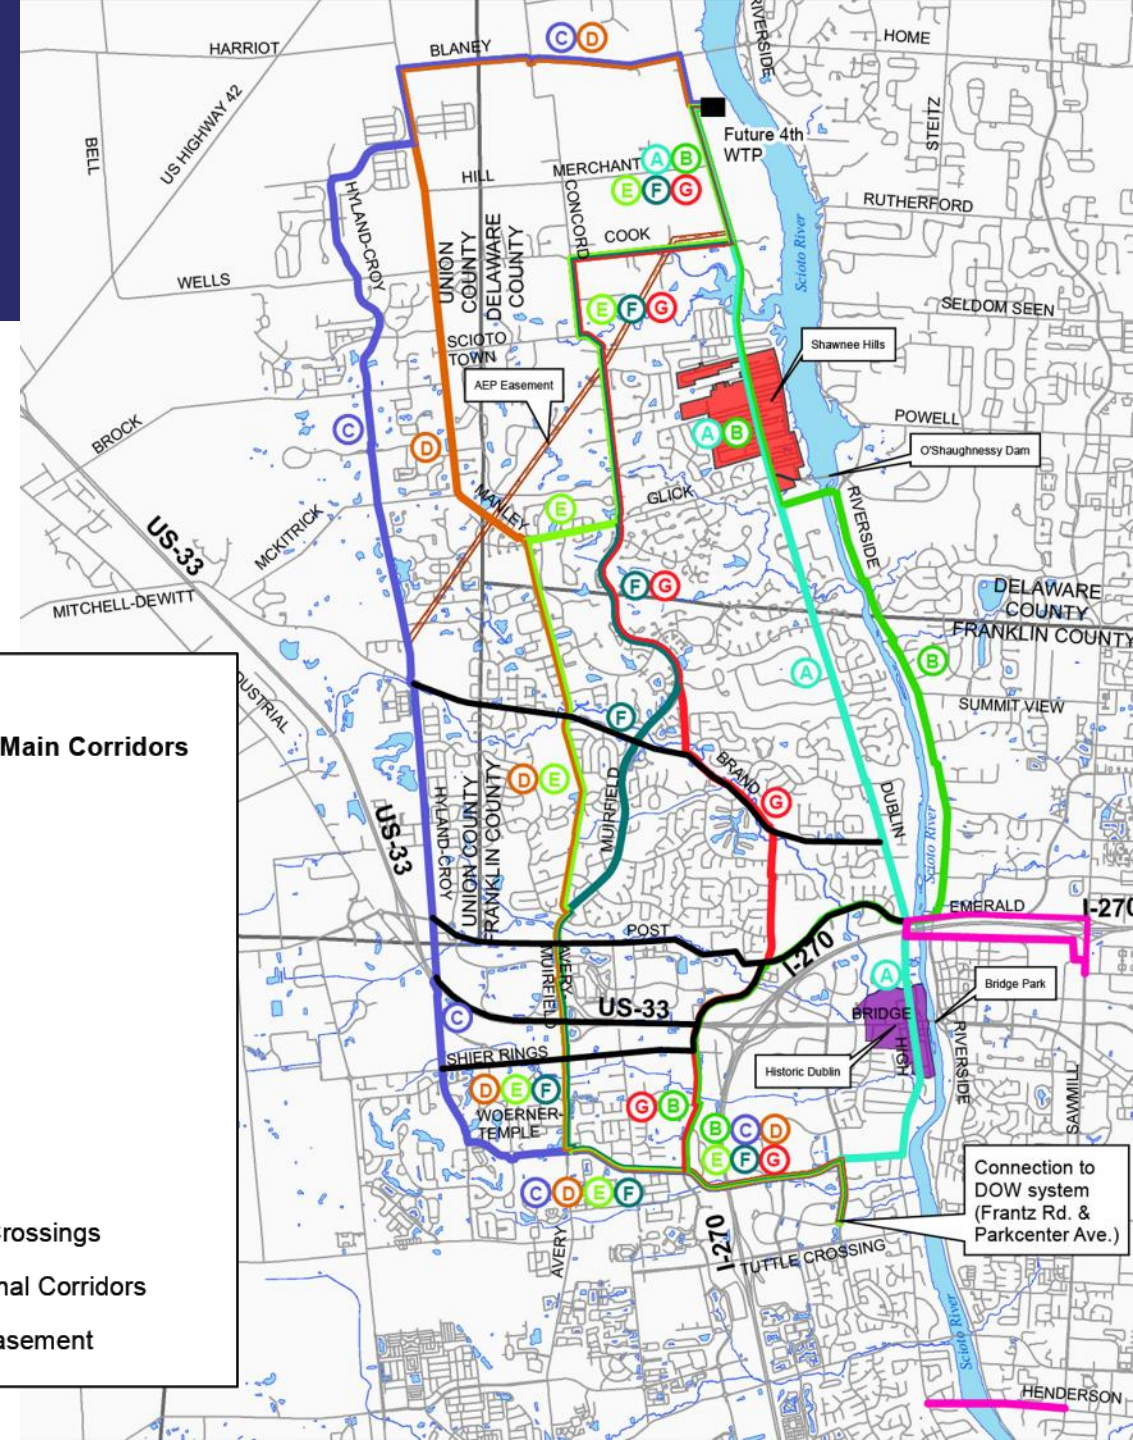 HARRIOT
BLANEY
C D
RIVERSIDE
HOME
US HIGHWAY 42
BELL
STEITZ
Future 4th
WTP
MERCHANT
A B
E F G
HILL
CONCORD
HYLAND-CROY
RUTHERFORD
Scioto River
COOK
UNION
COUNTY
DELAWARE
COUNTY
WELLS
E F G
SELDOM SEEN
SCIOTO
TOWN
Shawnee Hills
AEP Easement
BROCK
C
D
A B
POWELL
O'Shaughnessy Dam
MANLEY
E
GLICK
RIVERSIDE
US-33
MCKITRICK
F G
MITCHELL-DEWITT
DELAWARE
COUNTY
FRANKLIN COUNTY
A
B
DUSTRIAL
SUMMIT VIEW
Main Corridors
F
BRAND
D E
MUIRFIELD
G
DUBLIN
US-33
HYLAND-CROY
UNION COUNTY
FRANKLIN COUNTY
Scioto River
EMERALD
I-270
POST
I-270
AVERY-
MUIRFIELD
A
Bridge Park
C
US-33
BRIDGE
HIGH
RIVERSIDE
SHIER RINGS
Historic Dublin
SAWMILL
D E F
WOERNER-
TEMPLE
G B
B C D
E F G
C D E F
Connection to
DOW system
(Frantz Rd. &
Parkcenter Ave.)
AVERY
I-270
TUTTLE CROSSING
rossings
nal Corridors
asement
Scioto River
HENDERSON